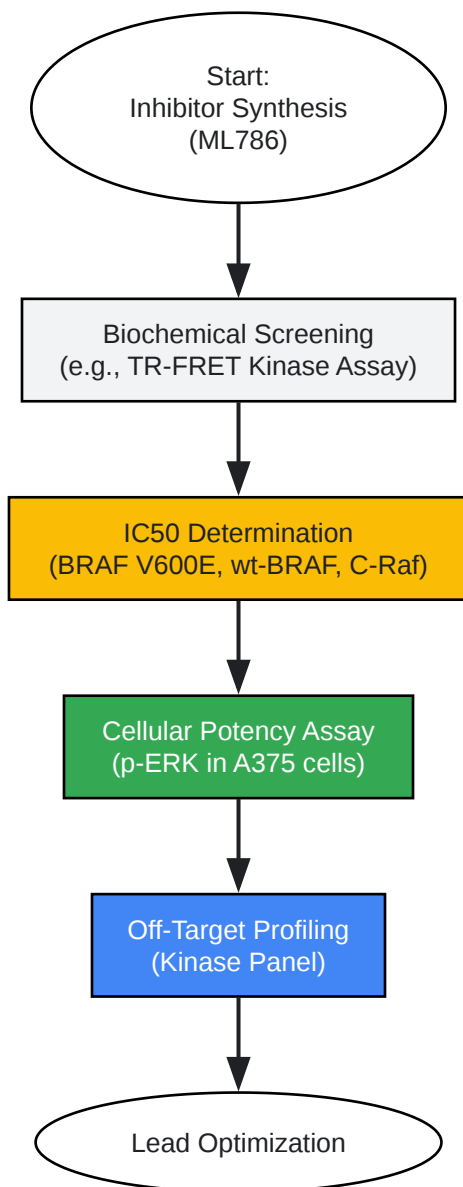 Start:
Inhibitor Synthesis
(ML786)
Biochemical Screening
(e.g., TR-FRET Kinase Assay)
IC50 Determination
(BRAF V600E, wt-BRAF, C-Raf)
Cellular Potency Assay
(p-ERK in A375 cells)
Off-Target Profiling
(Kinase Panel)
Lead Optimization